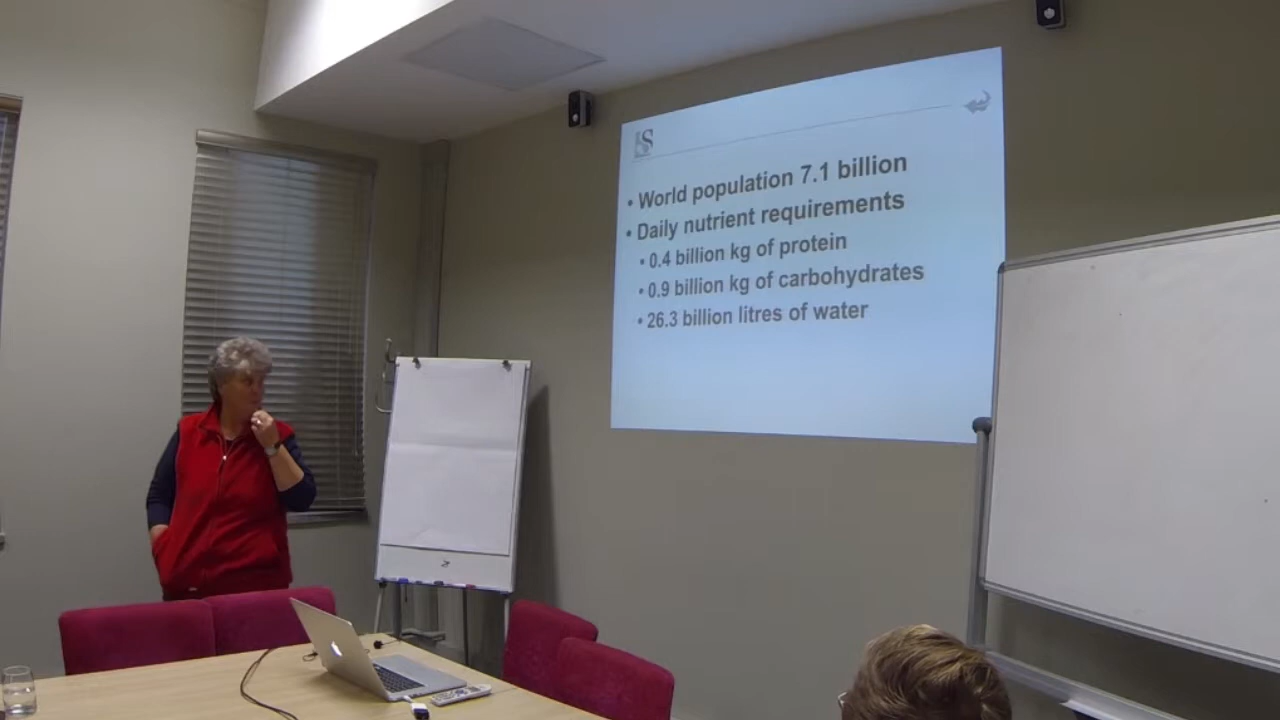 • World population 7.1 billion
• Daily nutrient requirements
• 0.4 billion kg of protein
• 0.9 billion kg of carbohydrates
• 26.3 billion litres of water